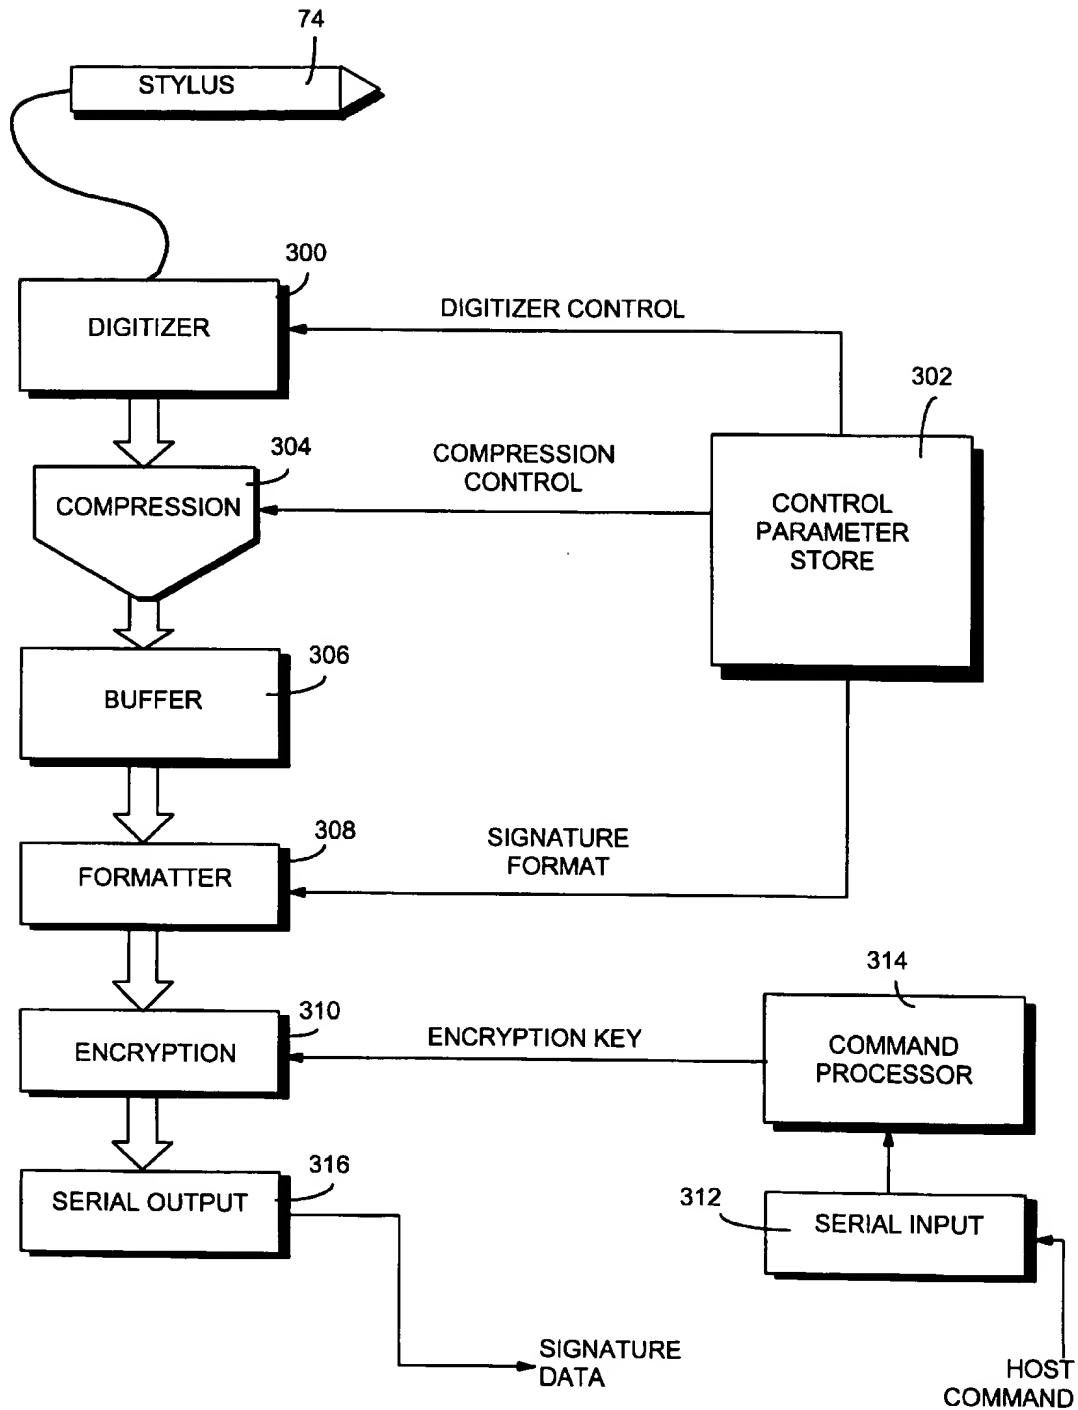 74
STYLUS
300
DIGITIZER
DIGITIZER CONTROL
302
304
COMPRESSION
COMPRESSION
CONTROL
CONTROL
PARAMETER
STORE
306
BUFFER
308
FORMATTER
SIGNATURE
FORMAT
314
310
ENCRYPTION
ENCRYPTION KEY
COMMAND
PROCESSOR
316
SERIAL OUTPUT
312
SERIAL INPUT
SIGNATURE
DATA
HOST
COMMAND